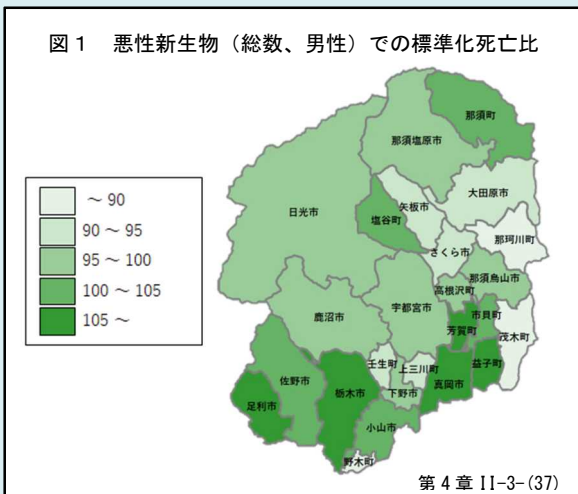 図1 悪性新生物（総数、男性）での標準化死亡比
～90
90～95
95～100
100～105
105～
那須町
那須塩原市
大田原市
日光市
矢板市
塩谷町
那珂川町
さくら市
那須烏山市
高根沢町
宇都宮市
鹿沼市
市貝町
芳賀町
茂木町
益子町
壬生町
上三川町
真岡市
下野市
佐野市
栃木市
足利市
小山市
野木町
第4章 II-3-(37)